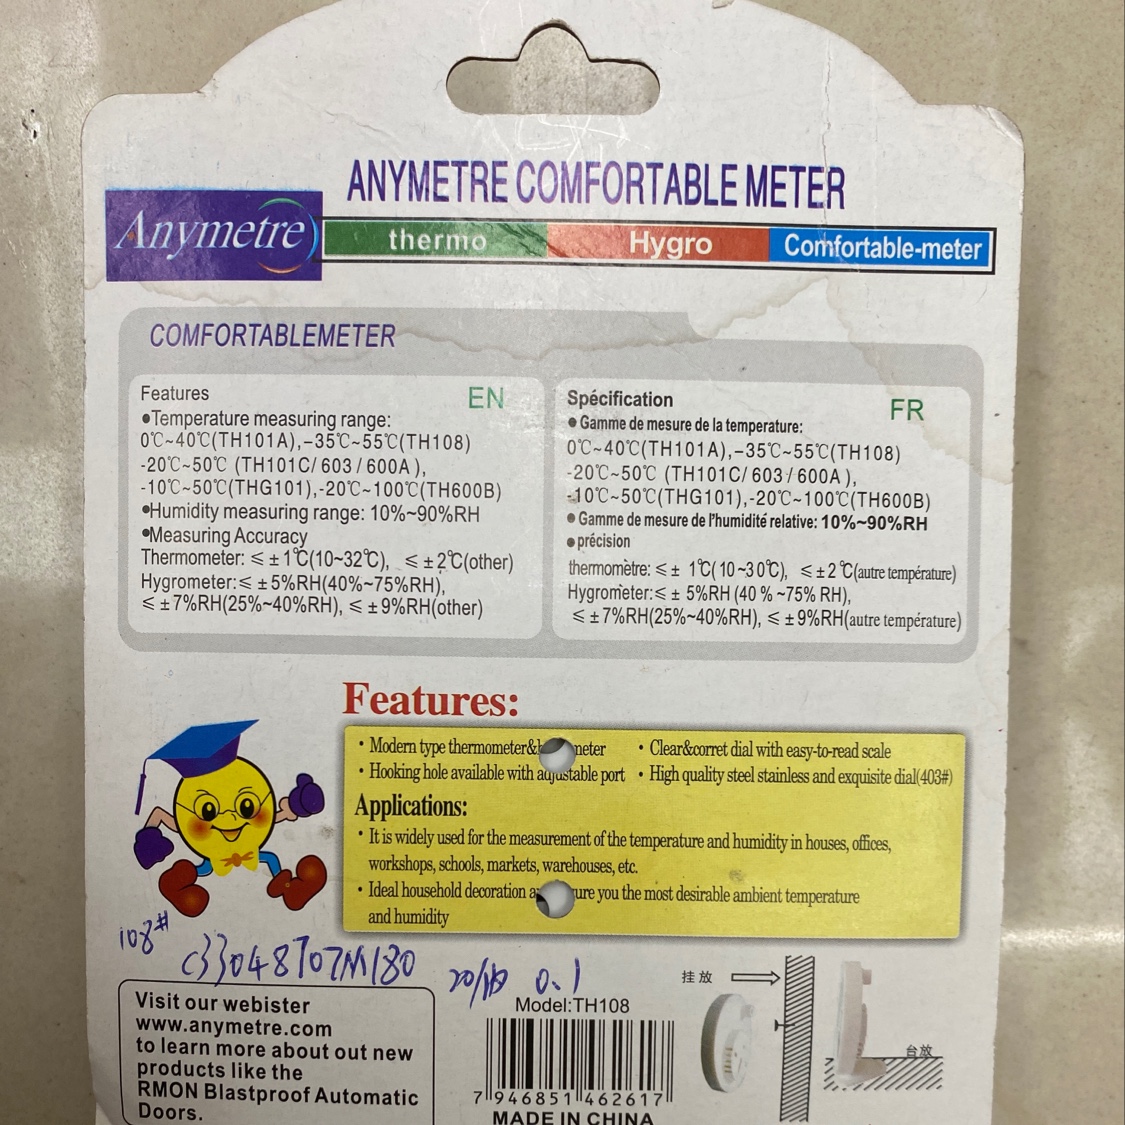 ANYMETRE COMFORTABLE METER
Anymetre thermo Hygro Comfortable-meter
COMFORTABLEMETER
Features EN
●Temperature measuring range:
0℃~40℃(TH101A),-35℃~55℃(TH108)
-20℃~50℃ (TH101C/ 603 / 600A ),
-10℃~50℃(THG101),-20℃~100℃(TH600B)
●Humidity measuring range: 10%~90%RH
●Measuring Accuracy
Thermometer: ≤ ± 1℃(10~32℃), ≤ ± 2℃(other)
Hygrometer:≤ ± 5%RH(40%~75%RH),
≤ ± 7%RH(25%~40%RH), ≤ ± 9%RH(other)
Spécification FR
● Gamme de mesure de la temperature:
0℃~40℃(TH101A),-35℃~55℃(TH108)
-20℃~50℃ (TH101C/ 603 / 600A ),
-10℃~50℃(THG101),-20℃~100℃(TH600B)
● Gamme de mesure de l'humidité relative: 10%~90%RH
● précision
thermomètre: ≤ ± 1℃( 10 ~3 0℃), ≤ ± 2 ℃(autre température)
Hygrometer:≤ ± 5%RH (40 % ~75% RH),
≤ ± 7%RH(25%~40%RH), ≤ ± 9%RH(autre température)
Features:
• Modern type thermometer& meter • Clear&corret dial with easy-to-read scale
• Hooking hole available with adjustable port • High quality steel stainless and exquisite dial(403#)
Applications:
• It is widely used for the measurement of the temperature and humidity in houses, offices,
workshops, schools, markets, warehouses, etc.
• Ideal household decoration a ure you the most desirable ambient temperature
and humidity
108#
C33048707M180
0.1
Visit our webister
www.anymetre.com
to learn more about out new
products like the
RMON Blastproof Automatic
Doors.
Model:TH108
7 946851 462617
MADE IN CHINA
挂 放
台放